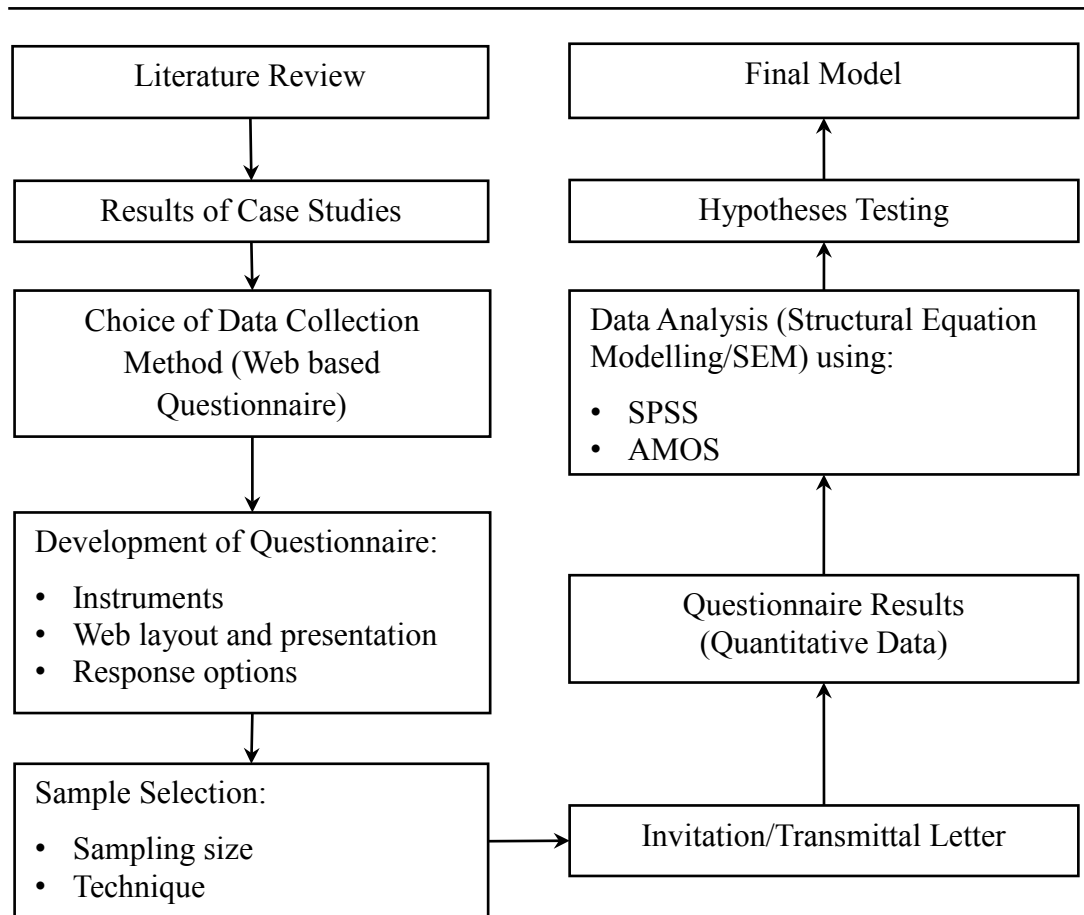 Literature Review
Results of Case Studies
Choice of Data Collection
Method (Web based
Questionnaire)
Development of Questionnaire:
• Instruments
• Web layout and presentation
• Response options
Sample Selection:
• Sampling size
• Technique
Invitation/Transmittal Letter
Questionnaire Results
(Quantitative Data)
Data Analysis (Structural Equation
Modelling/SEM) using:
• SPSS
• AMOS
Hypotheses Testing
Final Model